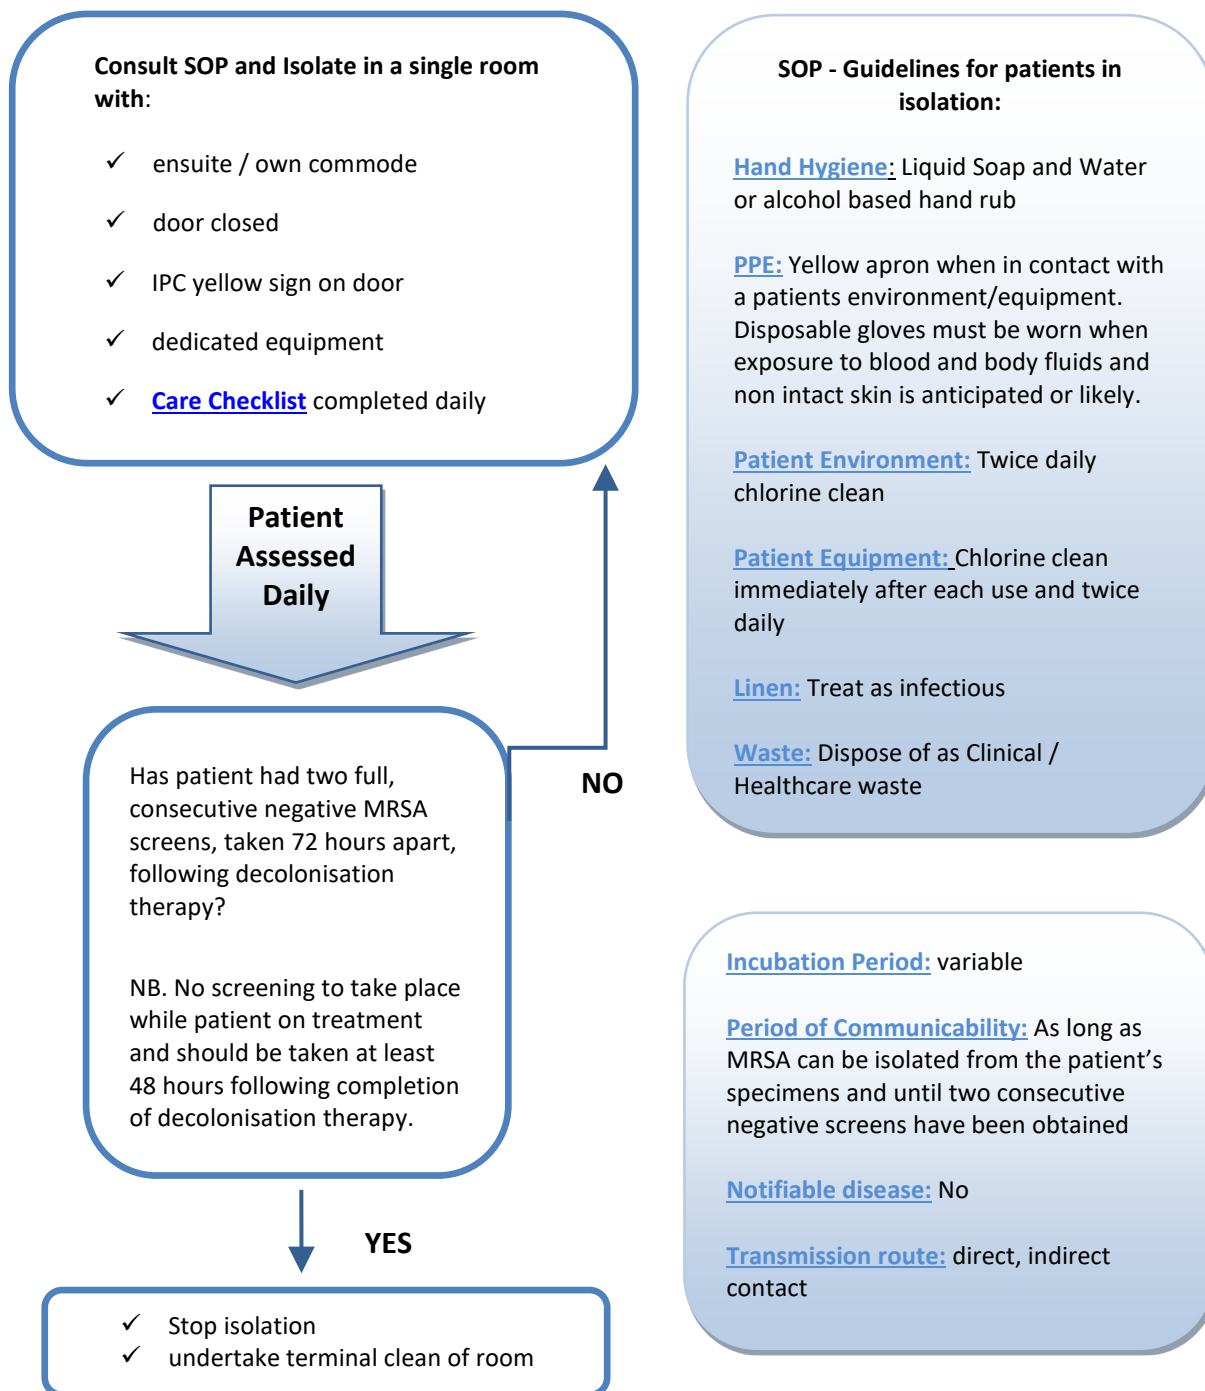 Consult SOP and Isolate in a single room
with:
✓ ensuite / own commode
✓ door closed
✓ IPC yellow sign on door
✓ dedicated equipment
✓ Care Checklist completed daily
Patient
Assessed
Daily
Has patient had two full,
consecutive negative MRSA
screens, taken 72 hours apart,
following decolonisation
therapy?
NB. No screening to take place
while patient on treatment
and should be taken at least
48 hours following completion
of decolonisation therapy.
NO
YES
✓ Stop isolation
✓ undertake terminal clean of room
SOP - Guidelines for patients in
isolation:
Hand Hygiene: Liquid Soap and Water
or alcohol based hand rub
PPE: Yellow apron when in contact with
a patients environment/equipment.
Disposable gloves must be worn when
exposure to blood and body fluids and
non intact skin is anticipated or likely.
Patient Environment: Twice daily
chlorine clean
Patient Equipment: Chlorine clean
immediately after each use and twice
daily
Linen: Treat as infectious
Waste: Dispose of as Clinical /
Healthcare waste
Incubation Period: variable
Period of Communicability: As long as
MRSA can be isolated from the patient’s
specimens and until two consecutive
negative screens have been obtained
Notifiable disease: No
Transmission route: direct, indirect
contact